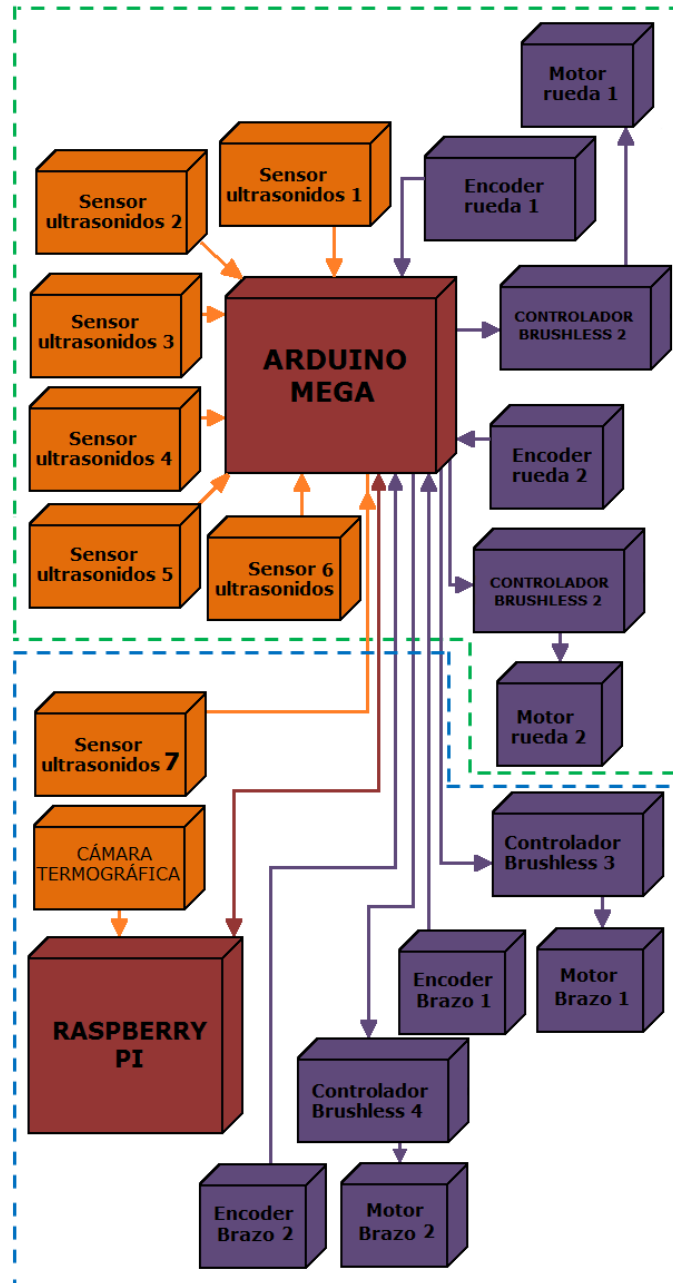 Motor
rueda 1
Sensor
ultrasonidos 1
Encoder
rueda 1
Sensor
ultrasonidos 2
CONTROLADOR
BRUSHLESS 2
Sensor
ultrasonidos 3
ARDUINO
MEGA
Sensor
ultrasonidos 4
Encoder
rueda 2
Sensor
ultrasonidos 5
Sensor 6
ultrasonidos
CONTROLADOR
BRUSHLESS 2
Motor
rueda 2
Sensor
ultrasonidos 7
CÁMARA
TERMOGRÁFICA
Controlador
Brushless 3
RASPBERRY
PI
Encoder
Brazo 1
Motor
Brazo 1
Controlador
Brushless 4
Encoder
Brazo 2
Motor
Brazo 2